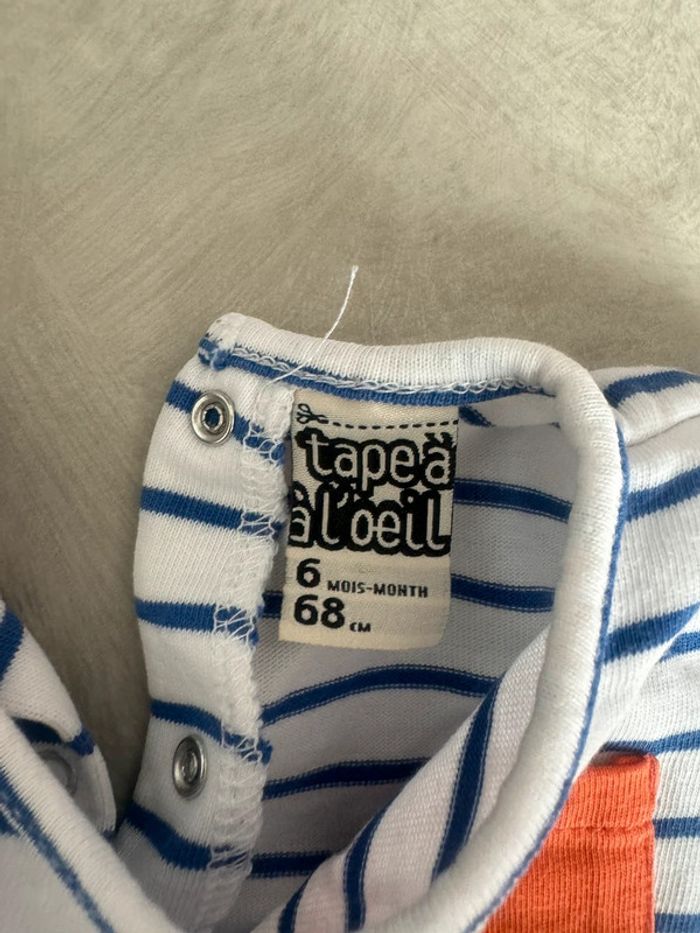 tape à
à l'oeil
6 MOIS-MONTH
68 CM